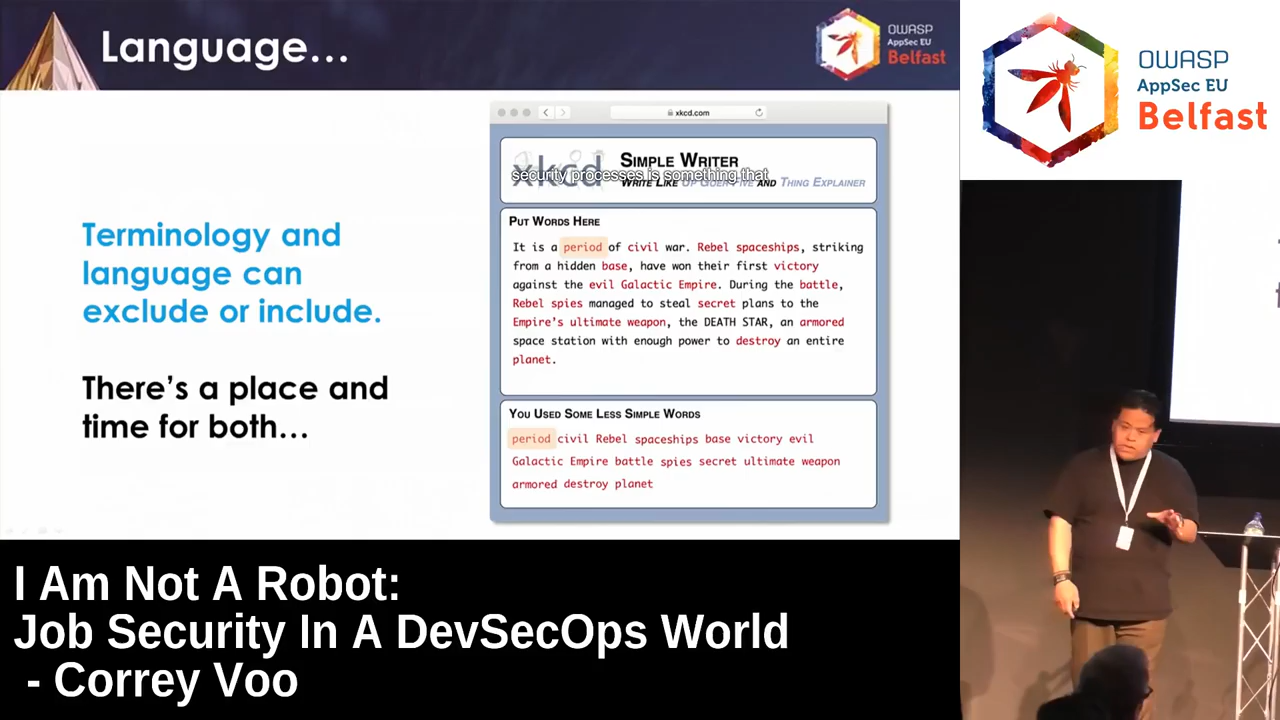 Language...
OWASP
AppSec EU
Belfast
OWASP
AppSec EU
Belfast
Terminology and
language can
exclude or include.
There's a place and
time for both...
xkcd.com
xkcd
SIMPLE WRITER
security processes is something that
WRITE LIKE UP GOER FIVE AND THING EXPLAINER
PUT WORDS HERE
It is a period of civil war. Rebel spaceships, striking
from a hidden base, have won their first victory
against the evil Galactic Empire. During the battle,
Rebel spies managed to steal secret plans to the
Empire's ultimate weapon, the DEATH STAR, an armored
space station with enough power to destroy an entire
planet.
YOU USED SOME LESS SIMPLE WORDS
period civil Rebel spaceships base victory evil
Galactic Empire battle spies secret ultimate weapon
armored destroy planet
I Am Not A Robot:
Job Security In A DevSecOps World
- Correy Voo